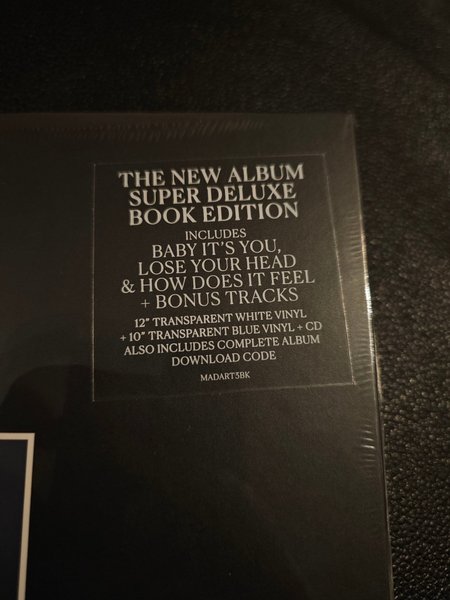 THE NEW ALBUM
SUPER DELUXE
BOOK EDITION
INCLUDES
BABY IT'S YOU,
LOSE YOUR HEAD
& HOW DOES IT FEEL
+ BONUS TRACKS
12" TRANSPARENT WHITE VINYL
+ 10" TRANSPARENT BLUE VINYL + CD
ALSO INCLUDES COMPLETE ALBUM
DOWNLOAD CODE
MADART3BK